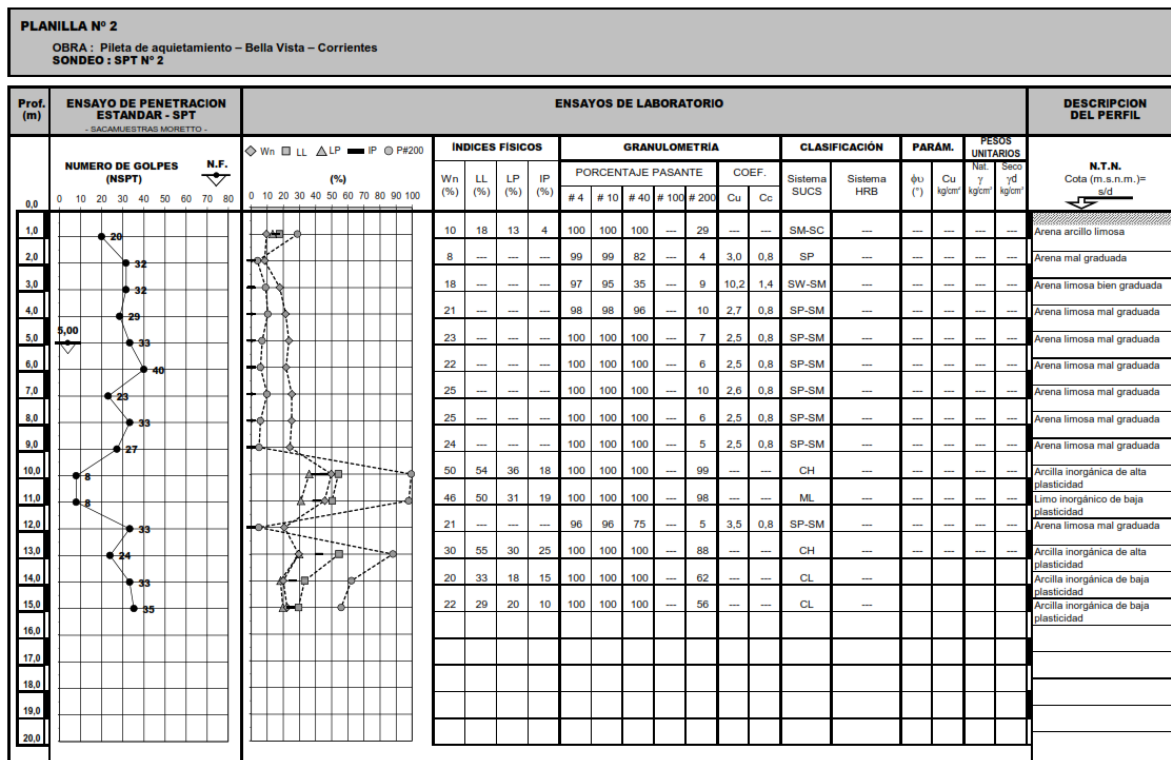 PLANILLA Nº 2
OBRA : Pileta de aquietamiento – Bella Vista – Corrientes
SONDEO : SPT Nº 2
Prof. (m)
ENSAYO DE PENETRACION ESTANDAR - SPT
- SACAMUESTRAS MORETTO -
ENSAYOS DE LABORATORIO
DESCRIPCION DEL PERFIL
NUMERO DE GOLPES (NSPT)
N.F.
0 10 20 30 40 50 60 70 80
Wn LL LP IP P#200
(%)
0 10 20 30 40 50 60 70 80 90 100
ÍNDICES FÍSICOS
GRANULOMETRÍA
CLASIFICACIÓN
PARÁM.
PESOS UNITARIOS
Wn (%) LL (%) LP (%) IP (%)
PORCENTAJE PASANTE
COEF.
# 4 # 10 # 40 # 100 # 200 Cu Cc
Sistema SUCS
Sistema HRB
ϕυ (°)
Cu kg/cm²
Nat. γ kg/cm³
Seco γd kg/cm³
N.T.N.
Cota (m.s.n.m.)=
s/d
0,0
1,0 20 10 18 13 4 100 100 100 --- 29 --- --- SM-SC --- --- --- --- --- Arena arcillo limosa
2,0 32 8 --- --- --- 99 99 82 --- 4 3,0 0,8 SP --- --- --- --- --- Arena mal graduada
3,0 32 18 --- --- --- 97 95 35 --- 9 10,2 1,4 SW-SM --- --- --- --- --- Arena limosa bien graduada
4,0 29 21 --- --- --- 98 98 96 --- 10 2,7 0,8 SP-SM --- --- --- --- --- Arena limosa mal graduada
5,00
5,0 33 23 --- --- --- 100 100 100 --- 7 2,5 0,8 SP-SM --- --- --- --- --- Arena limosa mal graduada
6,0 40 22 --- --- --- 100 100 100 --- 6 2,5 0,8 SP-SM --- --- --- --- --- Arena limosa mal graduada
7,0 23 25 --- --- --- 100 100 100 --- 10 2,6 0,8 SP-SM --- --- --- --- --- Arena limosa mal graduada
8,0 33 25 --- --- --- 100 100 100 --- 6 2,5 0,8 SP-SM --- --- --- --- --- Arena limosa mal graduada
9,0 27 24 --- --- --- 100 100 100 --- 5 2,5 0,8 SP-SM --- --- --- --- --- Arena limosa mal graduada
10,0 8 50 54 36 18 100 100 100 --- 99 --- --- CH --- --- --- --- --- Arcilla inorgánica de alta plasticidad
11,0 8 46 50 31 19 100 100 100 --- 98 --- --- ML --- --- --- --- --- Limo inorgánico de baja plasticidad
12,0 33 21 --- --- --- 96 96 75 --- 5 3,5 0,8 SP-SM --- --- --- --- --- Arena limosa mal graduada
13,0 24 30 55 30 25 100 100 100 --- 88 --- --- CH --- --- --- --- --- Arcilla inorgánica de alta plasticidad
14,0 33 20 33 18 15 100 100 100 --- 62 --- --- CL --- Arcilla inorgánica de baja plasticidad
15,0 35 22 29 20 10 100 100 100 --- 56 --- --- CL --- Arcilla inorgánica de baja plasticidad
16,0
17,0
18,0
19,0
20,0